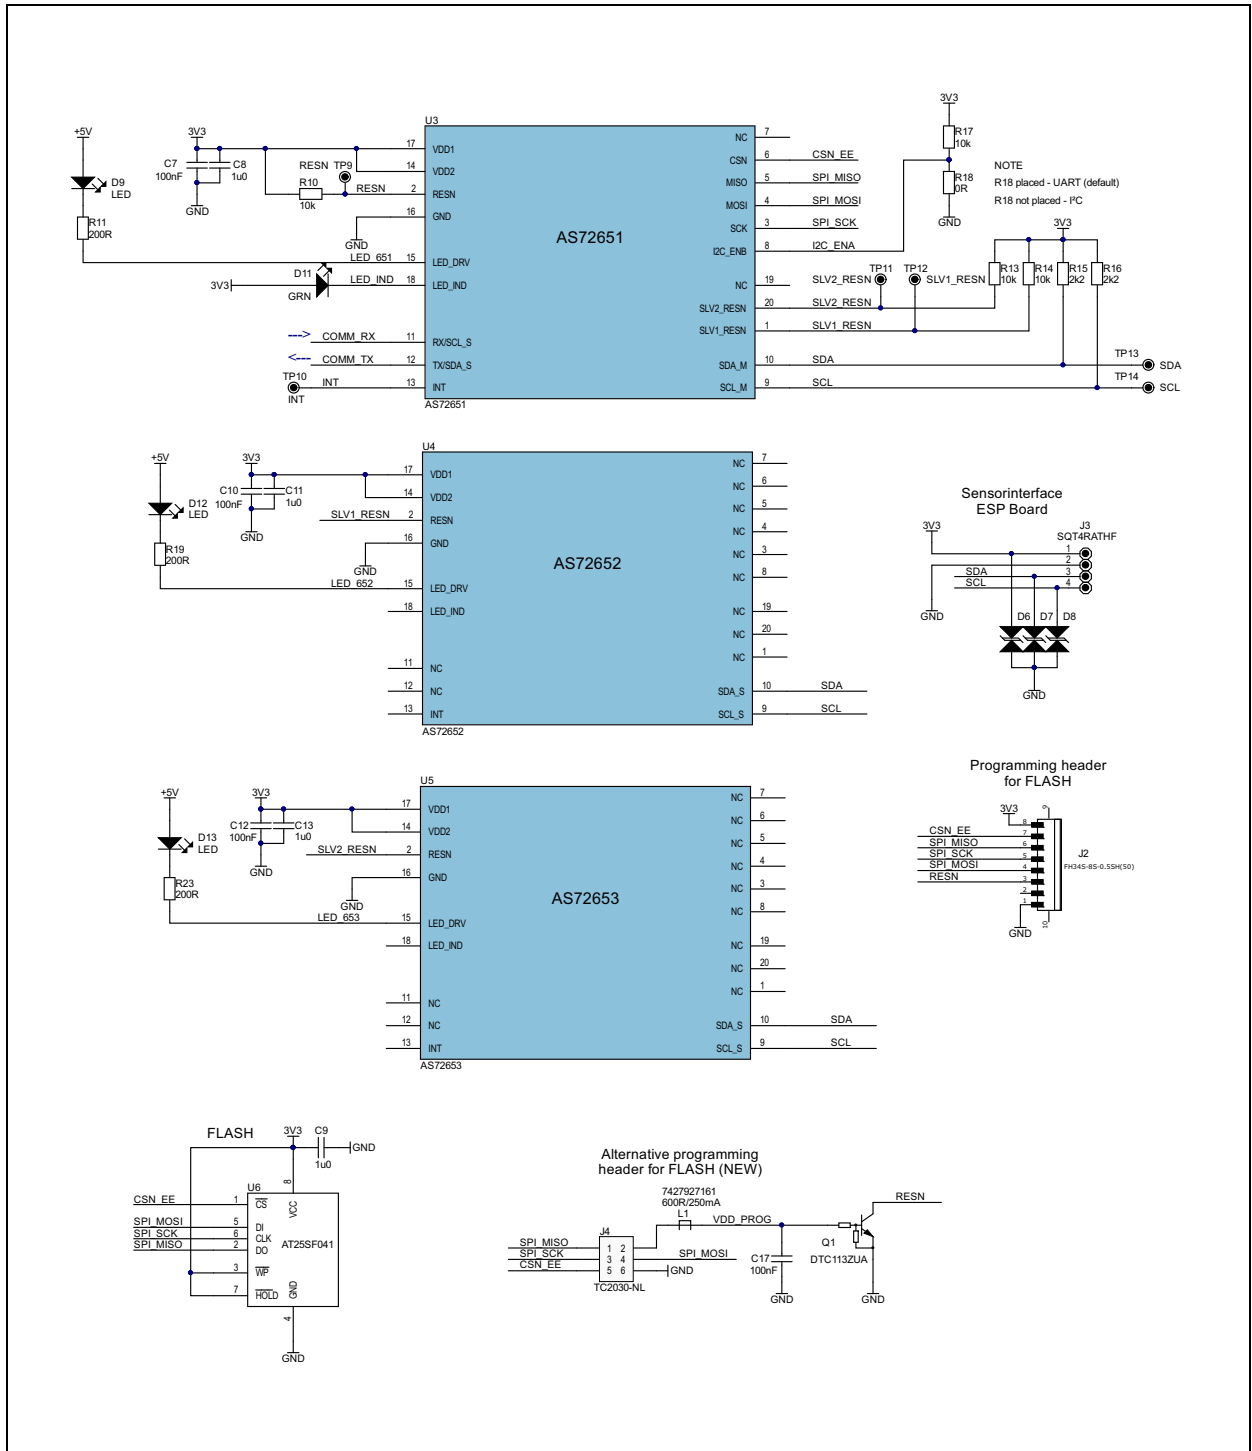 U3
AS72651
AS72651
+5V
D9
LED
R11
200R
3V3
C7
100nF
C8
1u0
GND
RESN TP9
R10
10k
RESN
GND
LED_651
D11
GRN
3V3
LED_IND
---> COMM_RX
<--- COMM_TX
TP10
INT
INT
17 VDD1
14 VDD2
2 RESN
16 GND
15 LED_DRV
18 LED_IND
11 RX/SCL_S
12 TX/SDA_S
13 INT
NC 7
CSN 6 CSN_EE
MISO 5 SPI_MISO
MOSI 4 SPI_MOSI
SCK 3 SPI_SCK
I2C_ENB 8 I2C_ENA
NC 19
SLV2_RESN 20 SLV2_RESN
SLV1_RESN 1 SLV1_RESN
SDA_M 10 SDA
SCL_M 9 SCL
3V3
R17
10k
R18
0R
GND
NOTE
R18 placed - UART (default)
R18 not placed - I²C
3V3
TP11 TP12
SLV2_RESN SLV1_RESN
R13
10k
R14
10k
R15
2k2
R16
2k2
TP13
SDA
TP14
SCL
U4
AS72652
AS72652
+5V
D12
LED
R19
200R
3V3
C10
100nF
C11
1u0
GND
SLV1_RESN
GND
LED_652
17 VDD1
14 VDD2
2 RESN
16 GND
15 LED_DRV
18 LED_IND
11 NC
12 NC
13 INT
NC 7
NC 6
NC 5
NC 4
NC 3
NC 8
NC 19
NC 20
NC 1
SDA_S 10 SDA
SCL_S 9 SCL
Sensorinterface
ESP Board
J3
SQT4RATHF
3V3
1
2
SDA 3
SCL 4
GND
D6 D7 D8
GND
U5
AS72653
AS72653
+5V
D13
LED
R23
200R
3V3
C12
100nF
C13
1u0
GND
SLV2_RESN
GND
LED_653
17 VDD1
14 VDD2
2 RESN
16 GND
15 LED_DRV
18 LED_IND
11 NC
12 NC
13 INT
NC 7
NC 6
NC 5
NC 4
NC 3
NC 8
NC 19
NC 20
NC 1
SDA_S 10 SDA
SCL_S 9 SCL
Programming header
for FLASH
3V3
9
8
CSN_EE 7
SPI_MISO 6
SPI_SCK 5
SPI_MOSI 4
RESN 3
2
1
GND
10
J2
FH34S-8S-0.5SH(50)
FLASH
3V3
C9
1u0
GND
U6
CSN_EE 1 CS
SPI_MOSI 5 DI
SPI_SCK 6 CLK
SPI_MISO 2 DO
3 WP
7 HOLD
8 VCC
AT25SF041
GND 4
GND
Alternative programming
header for FLASH (NEW)
7427927161
600R/250mA
L1
VDD_PROG
J4
SPI_MISO 1 2
SPI_SCK 3 4 SPI_MOSI
CSN_EE 5 6 GND
TC2030-NL
C17
100nF
GND
RESN
Q1
DTC113ZUA
GND